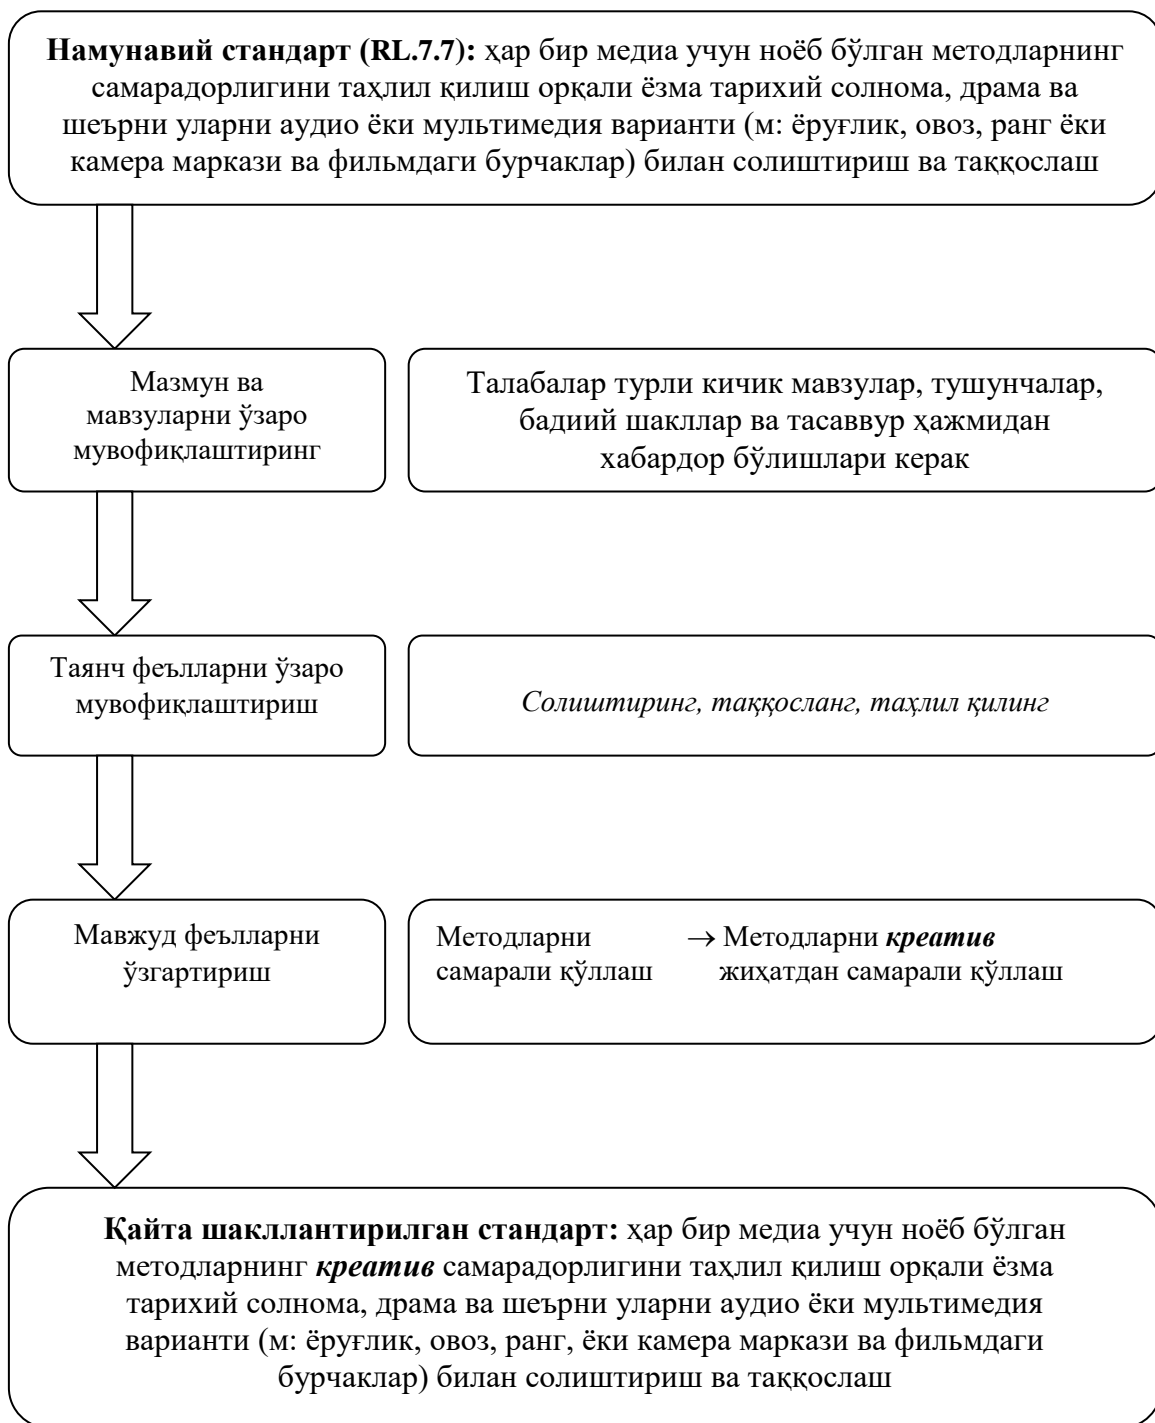 Намунавий стандарт (RL.7.7): ҳар бир медиа учун ноёб бўлган методларнинг
самарадорлигини таҳлил қилиш орқали ёзма тарихий солнома, драма ва
шеърни уларни аудио ёки мультимедия варианти (м: ёруғлик, овоз, ранг ёки
камера маркази ва фильмдаги бурчаклар) билан солиштириш ва таққослаш
Мазмун ва
мавзуларни ўзаро
мувофиқлаштиринг
Талабалар турли кичик мавзулар, тушунчалар,
бадиий шакллар ва тасаввур ҳажмидан
хабардор бўлишлари керак
Таянч феълларни ўзаро
мувофиқлаштириш
Солиштиринг, таққосланг, таҳлил қилинг
Мавжуд феълларни
ўзгартириш
Методларни → Методларни креатив
самарали қўллаш жиҳатдан самарали қўллаш
Қайта шакллантирилган стандарт: ҳар бир медиа учун ноёб бўлган
методларнинг креатив самарадорлигини таҳлил қилиш орқали ёзма
тарихий солнома, драма ва шеърни уларни аудио ёки мультимедия
варианти (м: ёруғлик, овоз, ранг, ёки камера маркази ва фильмдаги
бурчаклар) билан солиштириш ва таққослаш